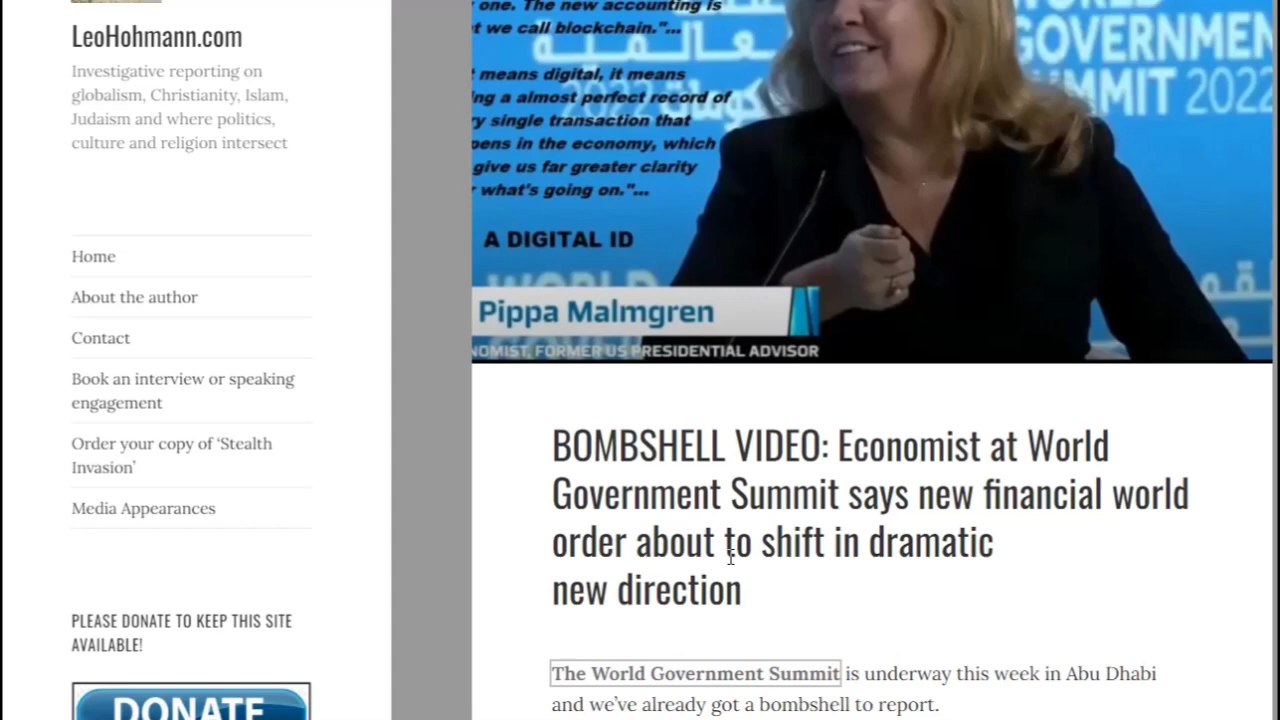 LeoHohmann.com
Investigative reporting on
globalism, Christianity, Islam,
Judaism and where politics,
culture and religion intersect
Home
About the author
Contact
Book an interview or speaking
engagement
Order your copy of ‘Stealth
Invasion’
Media Appearances
PLEASE DONATE TO KEEP THIS SITE
AVAILABLE!
DONATE
one. The new accounting is
we call blockchain."...
means digital, it means
a almost perfect record of
single transaction that
in the economy, which
give us far greater clarity
what's going on."...
A DIGITAL ID
WORLD
GOVERNMEN
SUMMIT 2022
Pippa Malmgren
NOMIST, FORMER US PRESIDENTIAL ADVISOR
BOMBSHELL VIDEO: Economist at World
Government Summit says new financial world
order about to shift in dramatic
new direction
The World Government Summit is underway this week in Abu Dhabi
and we’ve already got a bombshell to report.